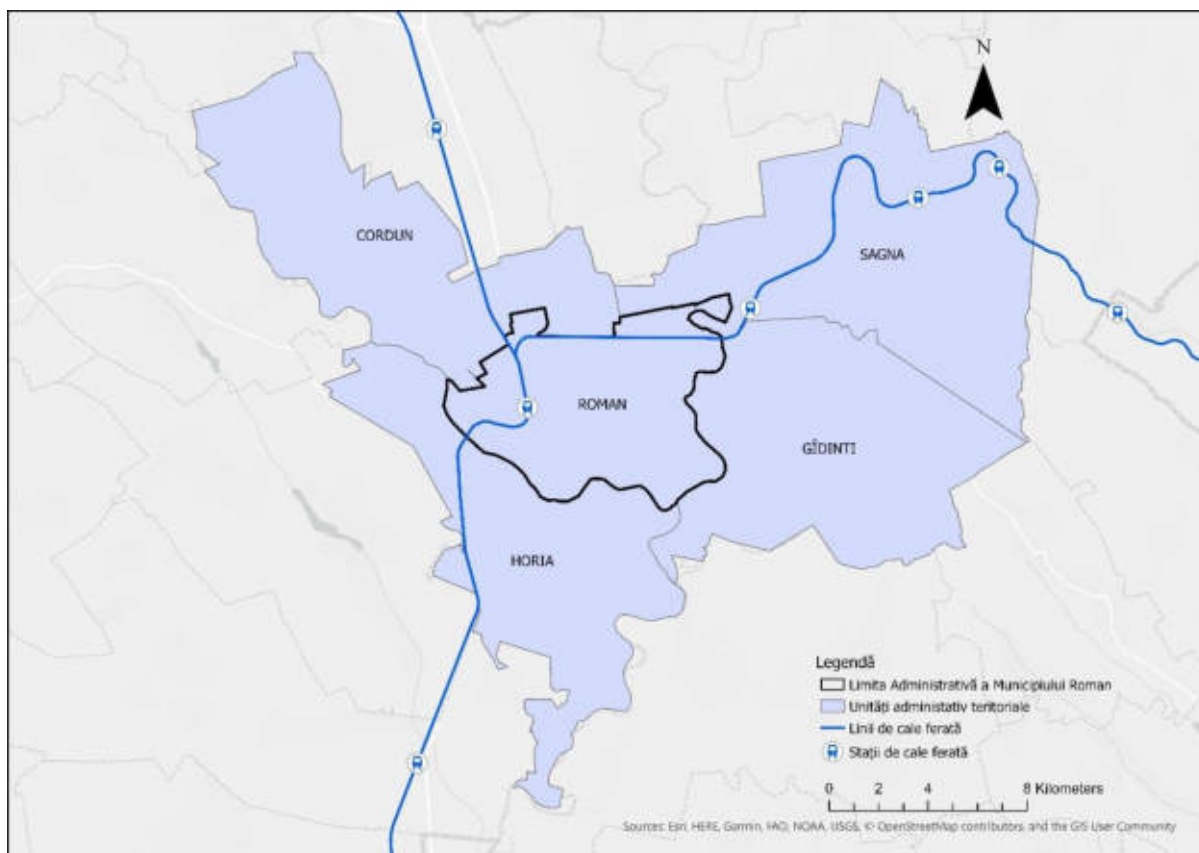 N
CORDUN
SAGNA
ROMAN
GÎDINTI
HORIA
Legendă
Limita Administrativă a Municipiului Roman
Unități administativ teritoriale
Linii de cale ferată
Stații de cale ferată
0 2 4 8 Kilometers
Sources: Esri, HERE, Garmin, FAO, NOAA, USGS, © OpenStreetMap contributors, and the GIS User Community